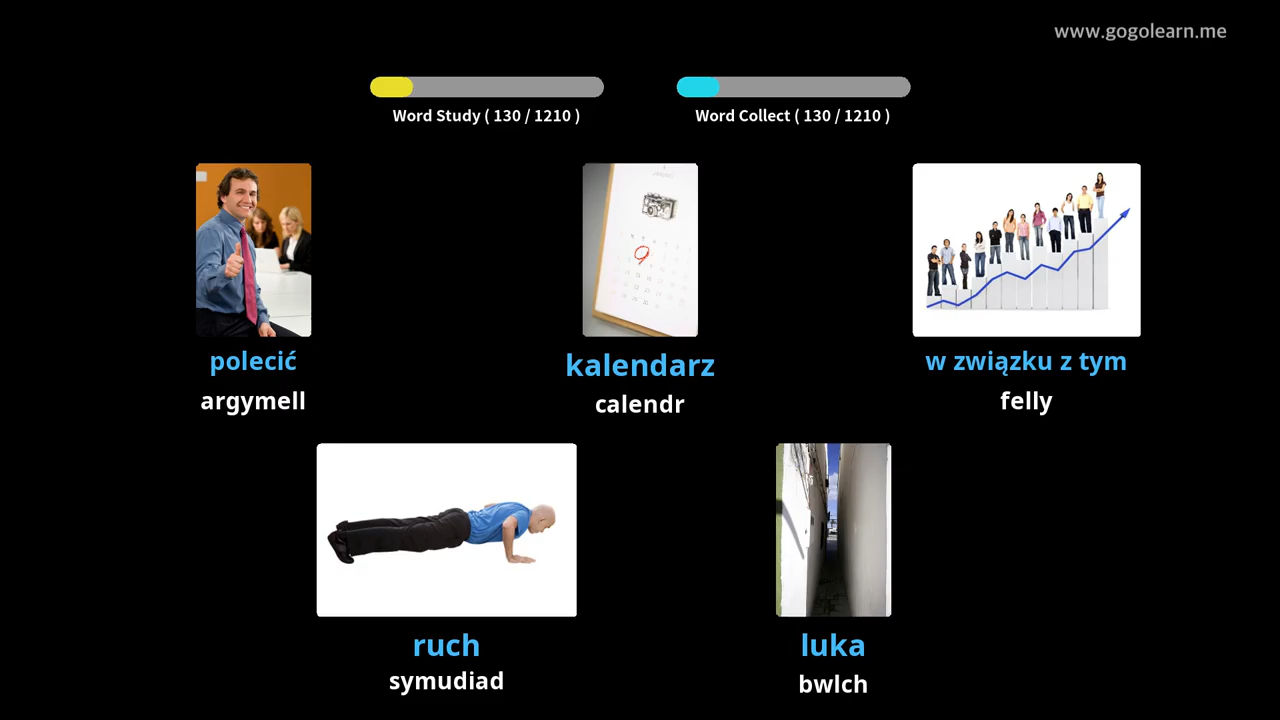 www.gogolearn.me
Word Study ( 130 / 1210 )
Word Collect ( 130 / 1210 )
polecić
argymell
kalendarz
calendr
9
w związku z tym
felly
ruch
symudiad
luka
bwlch